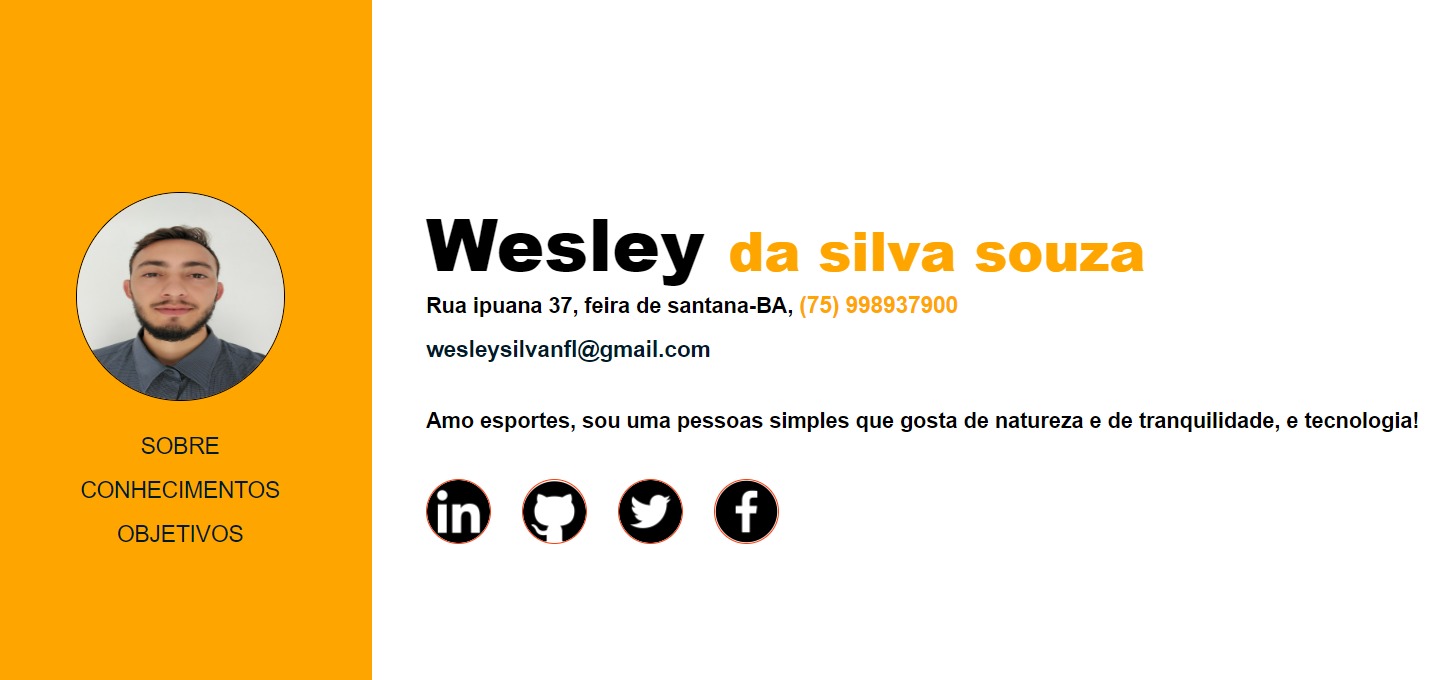 SOBRE
CONHECIMENTOS
OBJETIVOS
Wesley da silva souza
Rua ipuana 37, feira de santana-BA, (75) 998937900
wesleysilvanfl@gmail.com
Amo esportes, sou uma pessoas simples que gosta de natureza e de tranquilidade, e tecnologia!
in
f